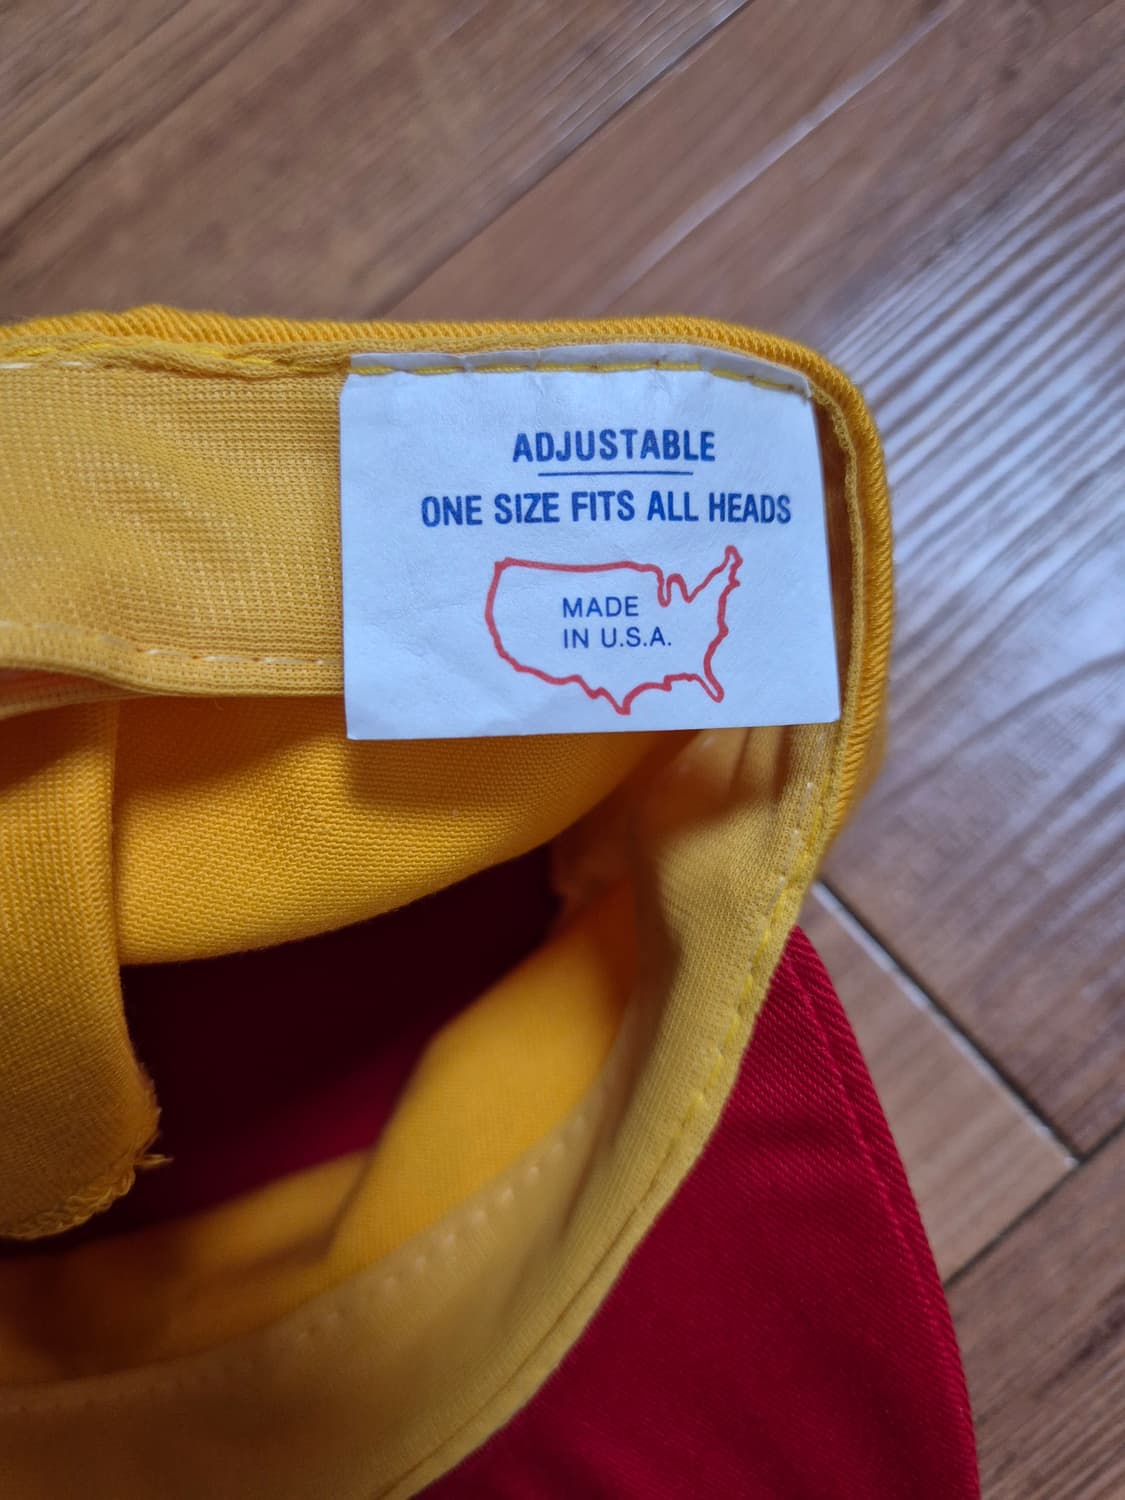 ADJUSTABLE
ONE SIZE FITS ALL HEADS
MADE
IN U.S.A.